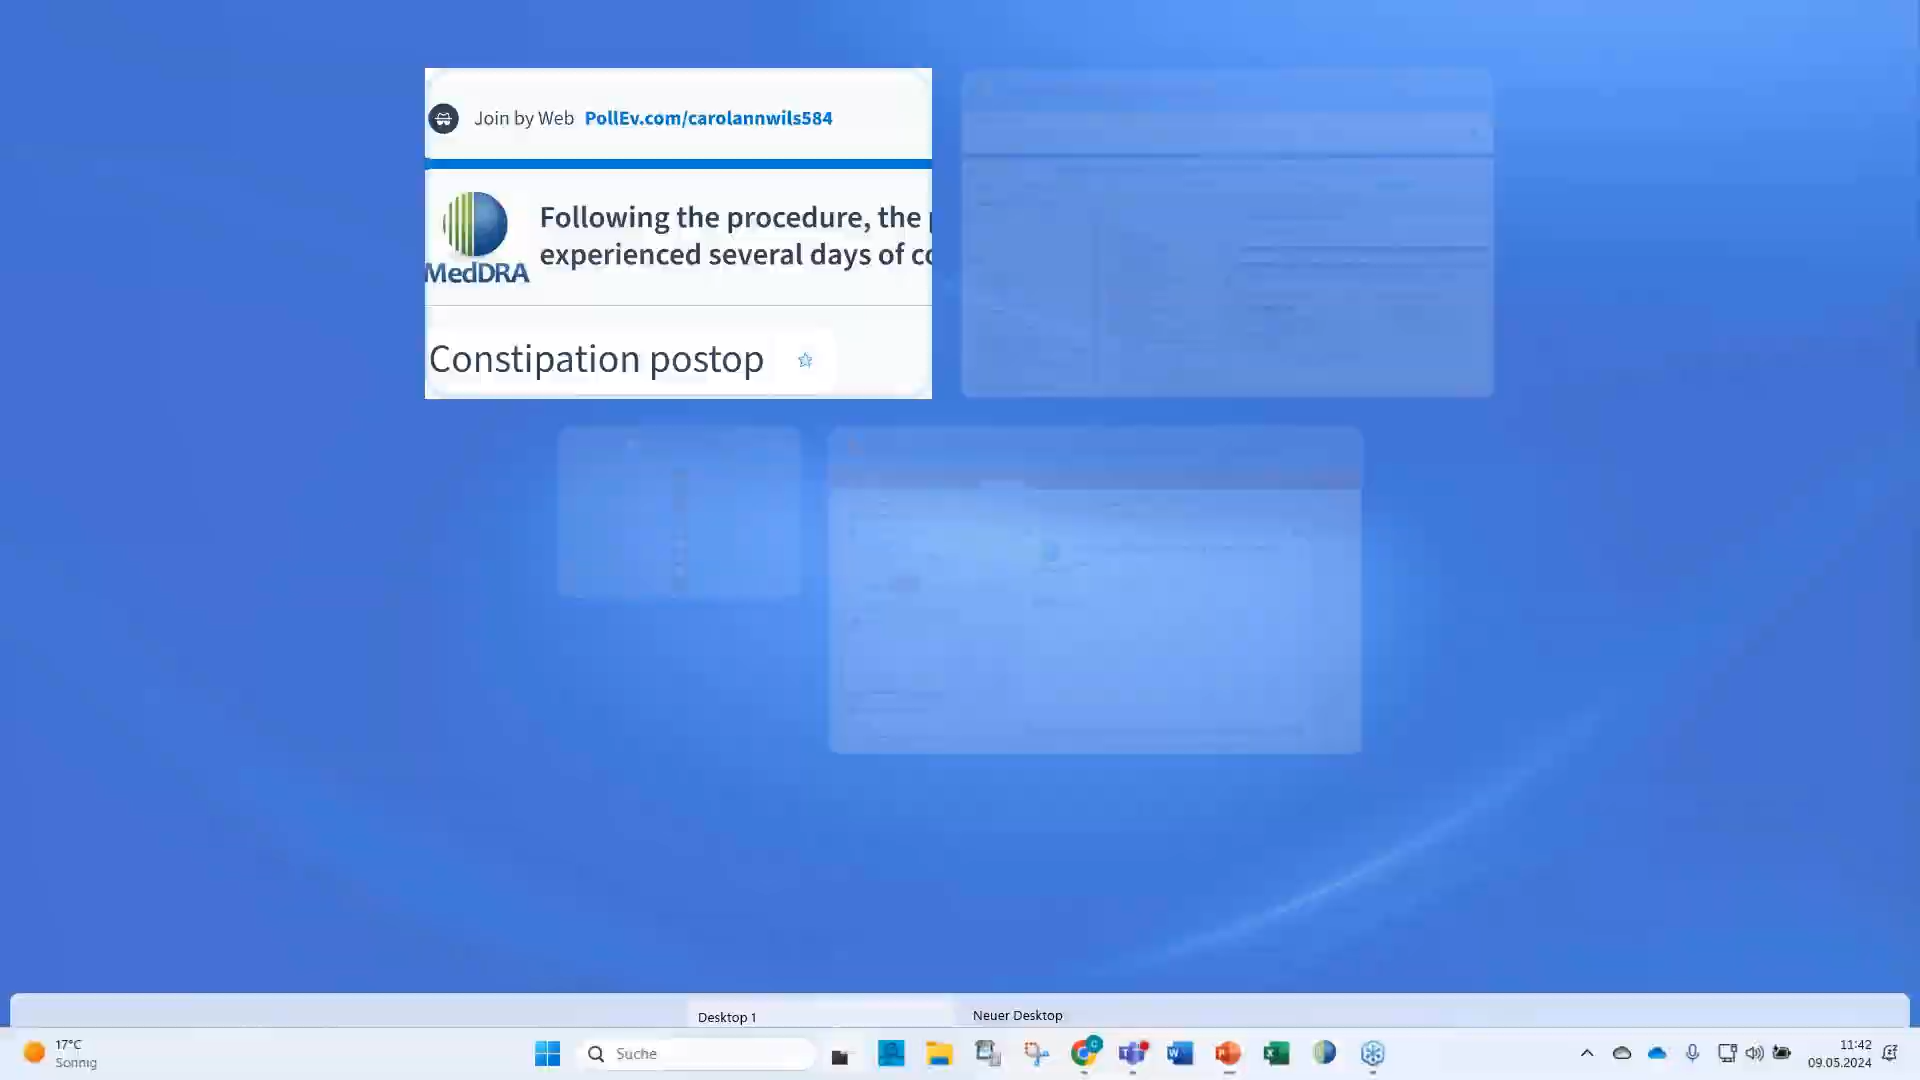 Join by Web PollEv.com/carolannwils584
MedDRA
Following the procedure, the
experienced several days of
Constipation postop
Desktop 1
Neuer Desktop
17°C
Sonnig
Suche
11:42
09.05.2024